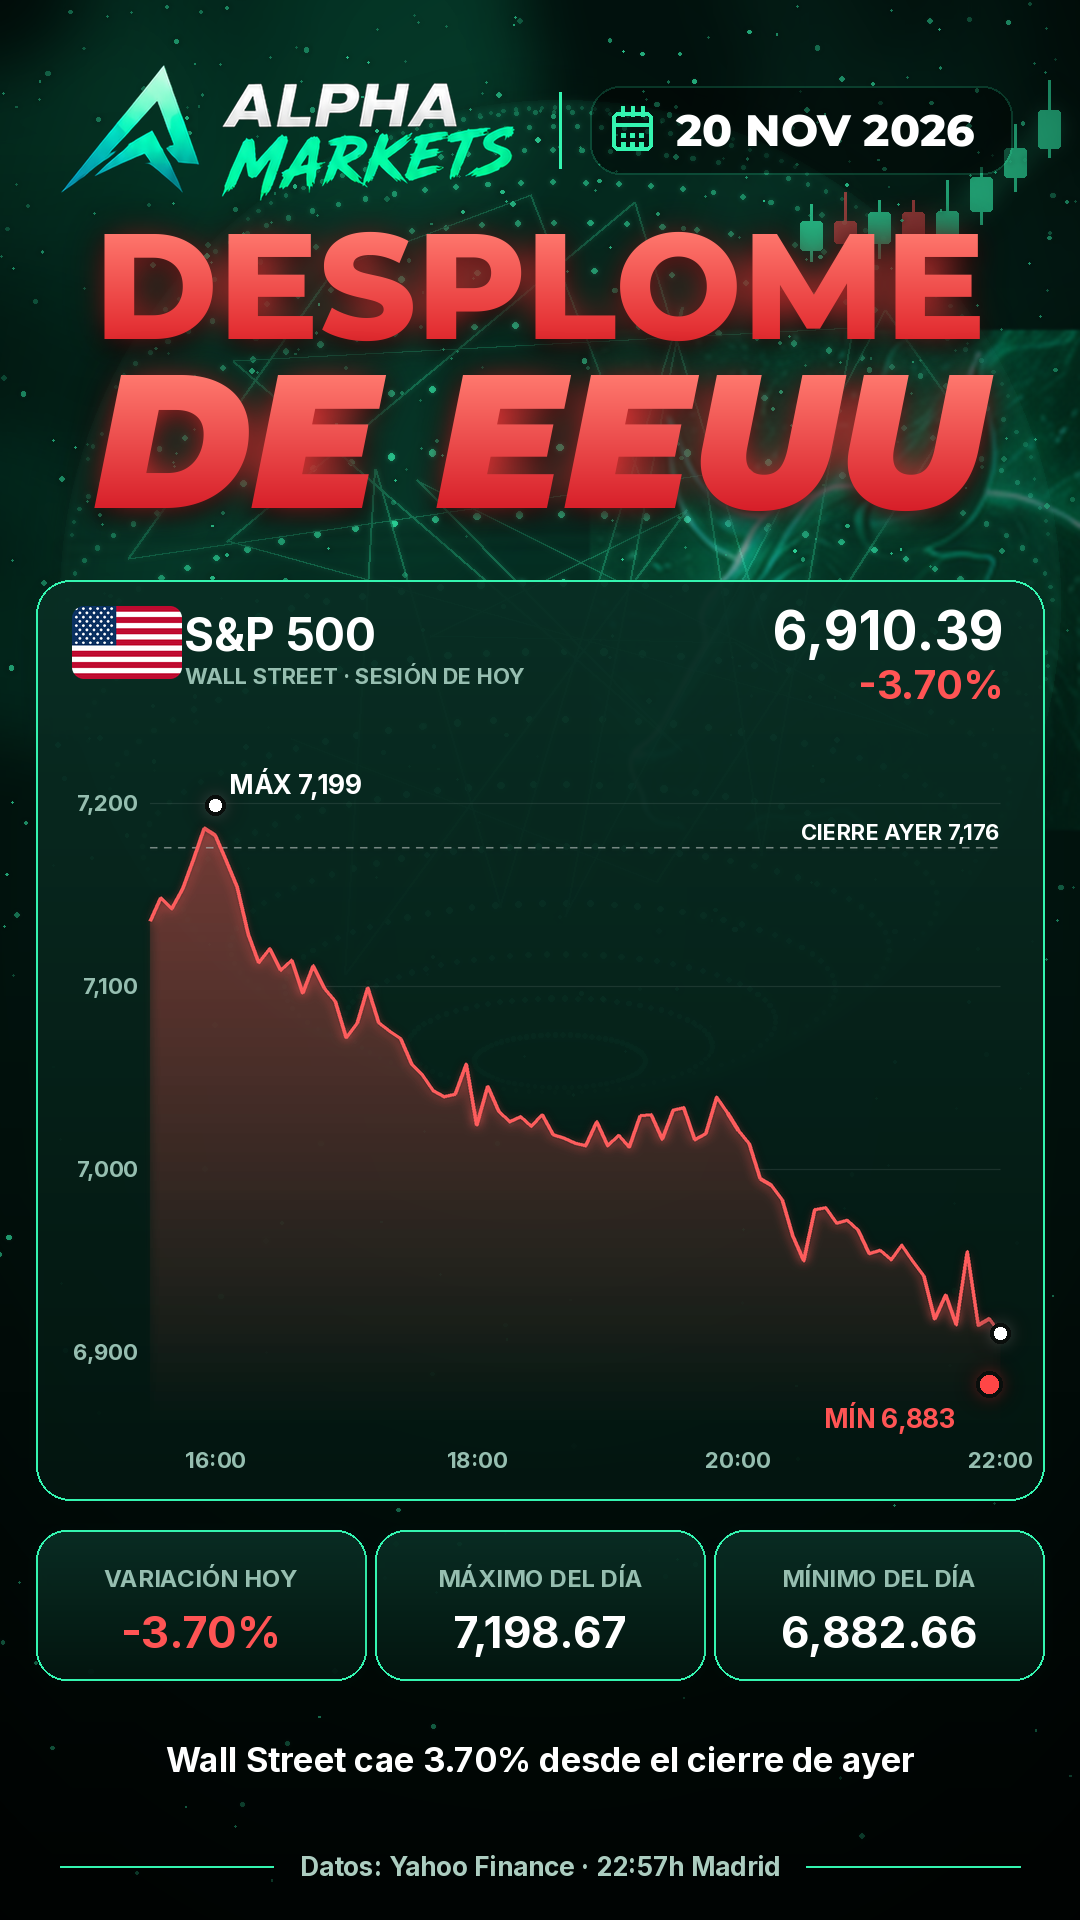 ALPHA
MARKETS
20 NOV 2026
DESPLOME
DE EEUU
S&P 500
WALL STREET · SESIÓN DE HOY
6,910.39
-3.70%
MÁX 7,199
7,200
CIERRE AYER 7,176
7,100
7,000
6,900
MÍN 6,883
16:00
18:00
20:00
22:00
VARIACIÓN HOY
-3.70%
MÁXIMO DEL DÍA
7,198.67
MÍNIMO DEL DÍA
6,882.66
Wall Street cae 3.70% desde el cierre de ayer
Datos: Yahoo Finance · 22:57h Madrid